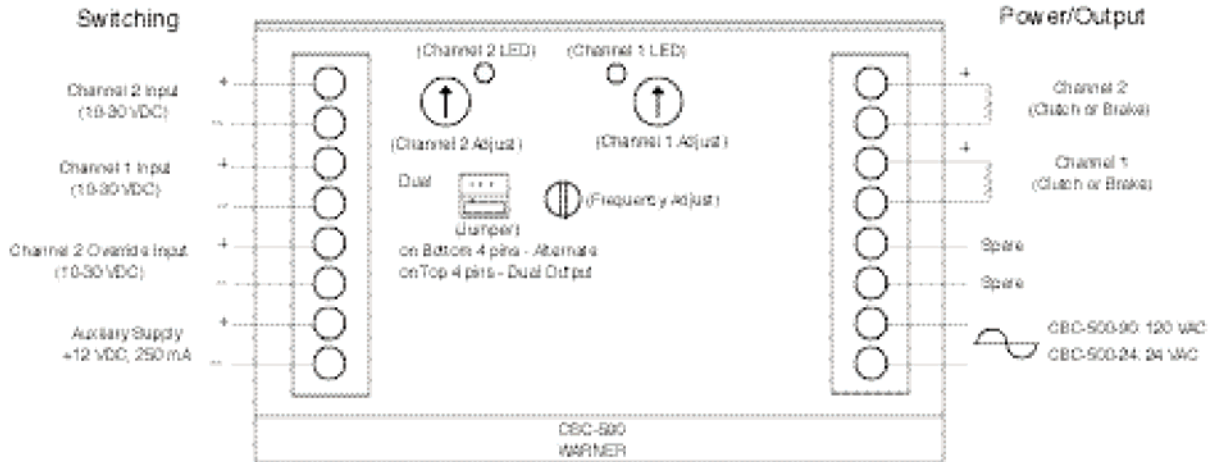 Switching
Power/Output
(Channel 2 LED)
(Channel 1 LED)
+
Channel 2 Input
(10-30 VDC)
--
+
Channel 1 Input
(10-30 VDC)
--
+
Channel 2 Override Input
(10-30 VDC)
--
+
Auxiliary Supply
+12 VDC, 250 mA
--
(Channel 2 Adjust)
(Channel 1 Adjust)
Dual
(Frequency Adjust)
(Jumper)
on Bottom 4 pins - Alternate
on Top 4 pins - Dual Output
+
Channel 2
(Clutch or Brake)
+
Channel 1
(Clutch or Brake)
Spare
Spare
CBC-500-90: 120 VAC
CBC-500-24: 24 VAC
CBC-500
WARNER